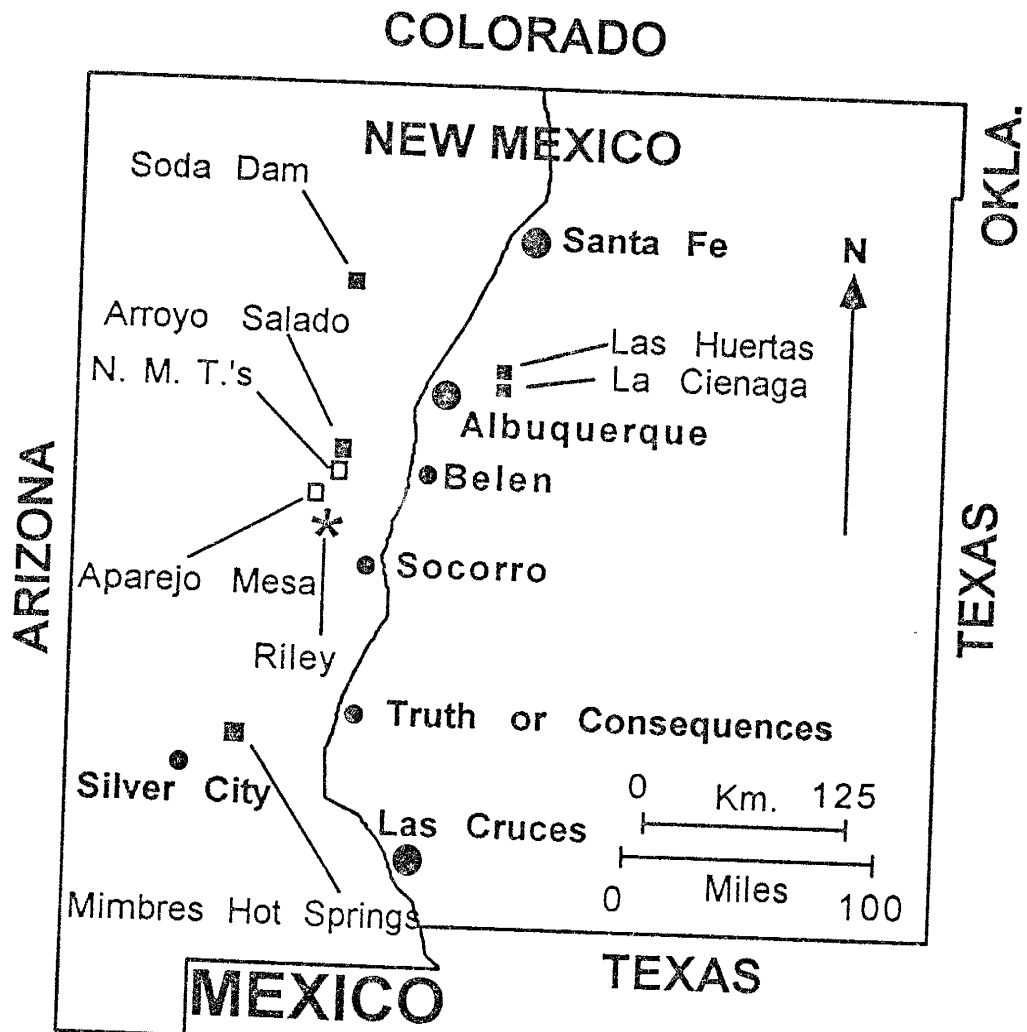 COLORADO
OKLA.
NEW MEXICO
Soda Dam
Santa Fe
N
Arroyo Salado
Las Huertas
N. M. T.'s
La Cienaga
Albuquerque
ARIZONA
Belen
TEXAS
Socorro
Aparejo Mesa
Riley
Truth or Consequences
Silver City
0 Km. 125
Las Cruces
Miles
0 100
Mimbres Hot Springs
TEXAS
MEXICO